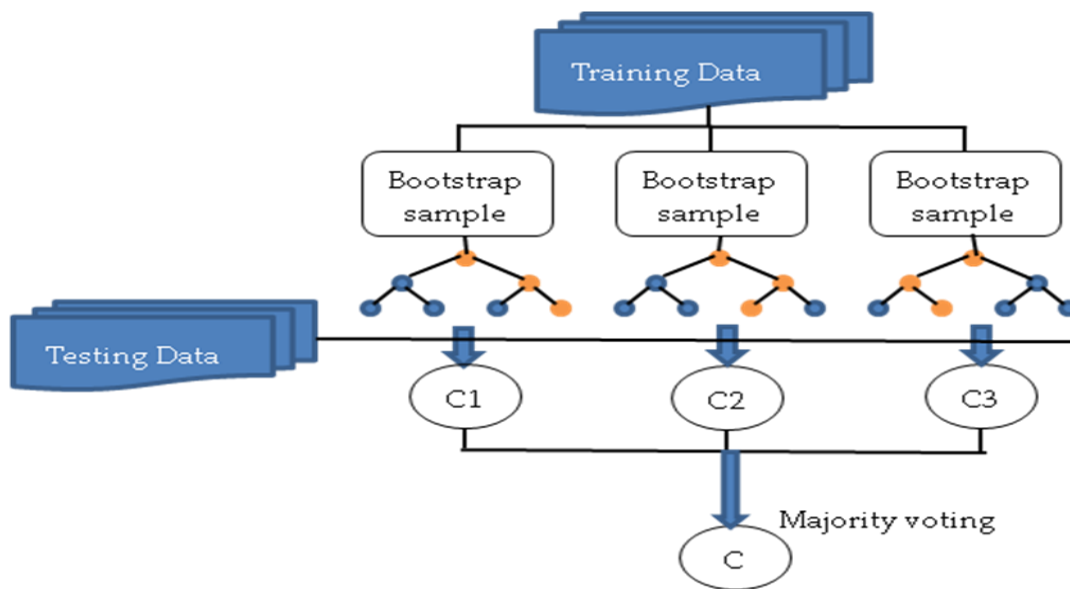 Training Data
Bootstrap
sample
Bootstrap
sample
Bootstrap
sample
Testing Data
C1
C2
C3
Majority voting
C